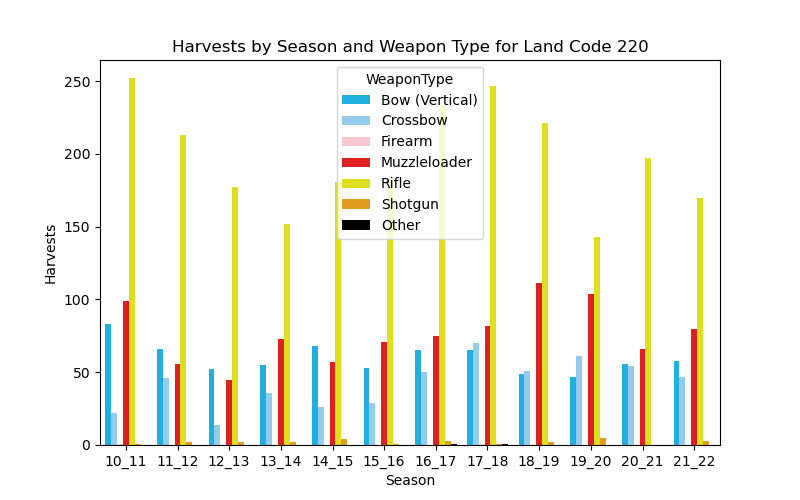 Harvests by Season and Weapon Type for Land Code 220
WeaponType
Bow (Vertical)
Crossbow
Firearm
Muzzleloader
Rifle
Shotgun
Other
250
200
150
100
50
0
Harvests
10_11 11_12 12_13 13_14 14_15 15_16 16_17 17_18 18_19 19_20 20_21 21_22
Season